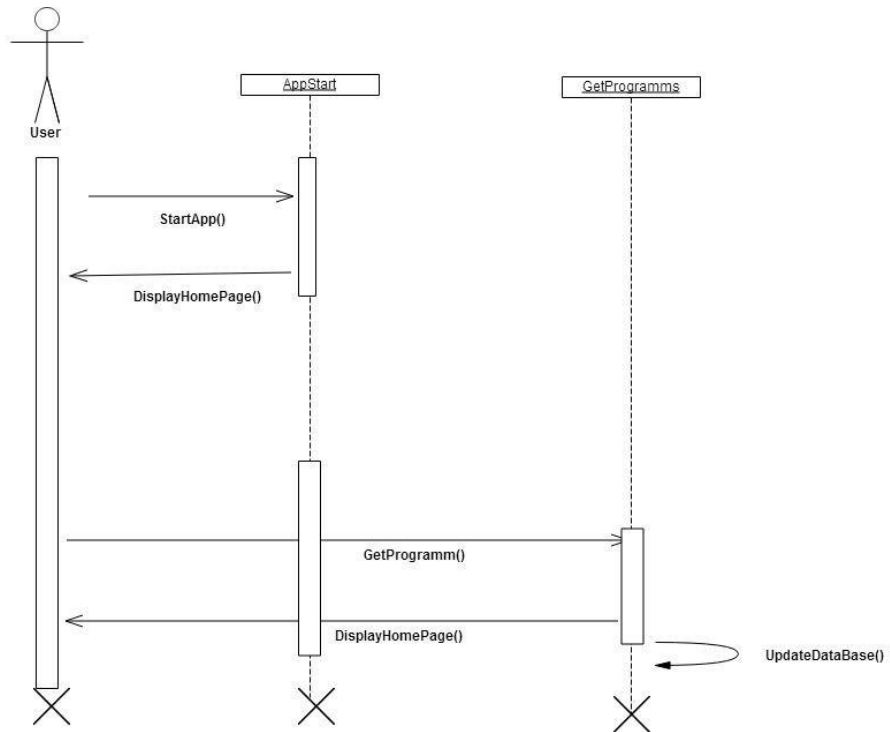 AppStart
GetProgramms
User
StartApp()
DisplayHomePage()
GetProgramm()
DisplayHomePage()
UpdateDataBase()